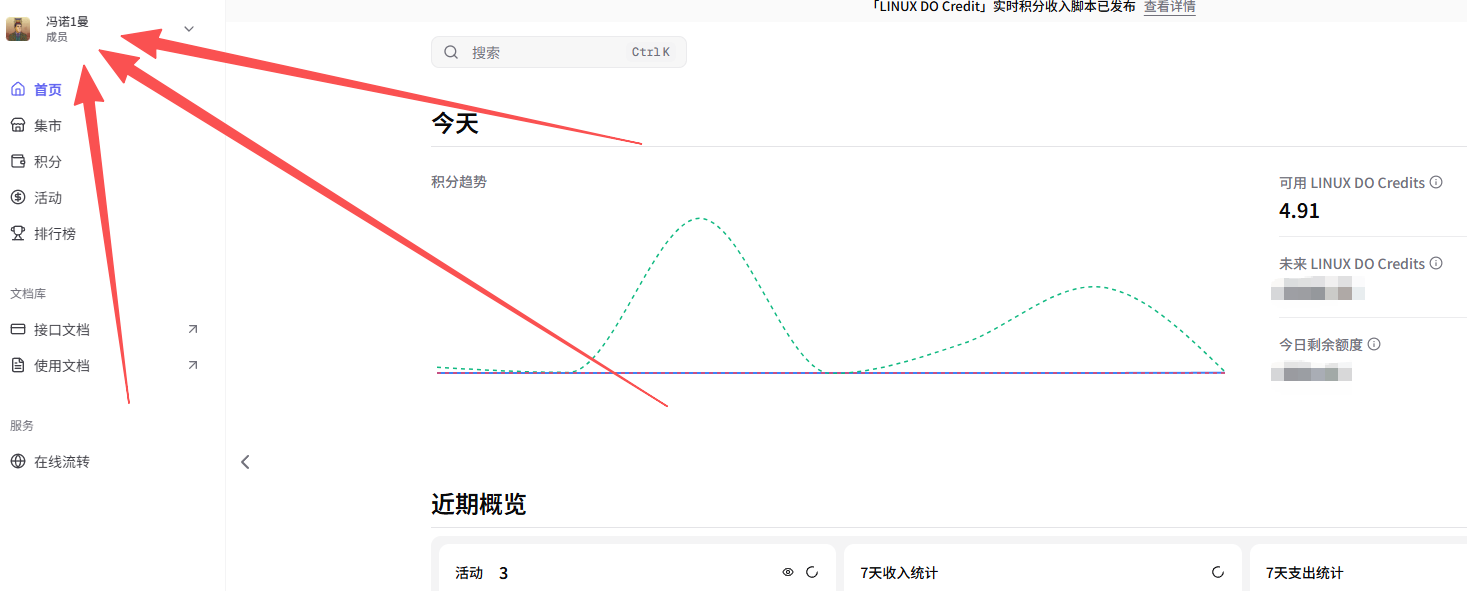 冯诺1曼
成员
首页
集市
积分
活动
排行榜
文档库
接口文档
使用文档
服务
在线流转
「LINUX DO Credit」实时积分收入脚本已发布 查看详情
搜索 Ctrl K
今天
积分趋势
可用 LINUX DO Credits
4.91
未来 LINUX DO Credits
今日剩余额度
近期概览
活动 3
7天收入统计
7天支出统计